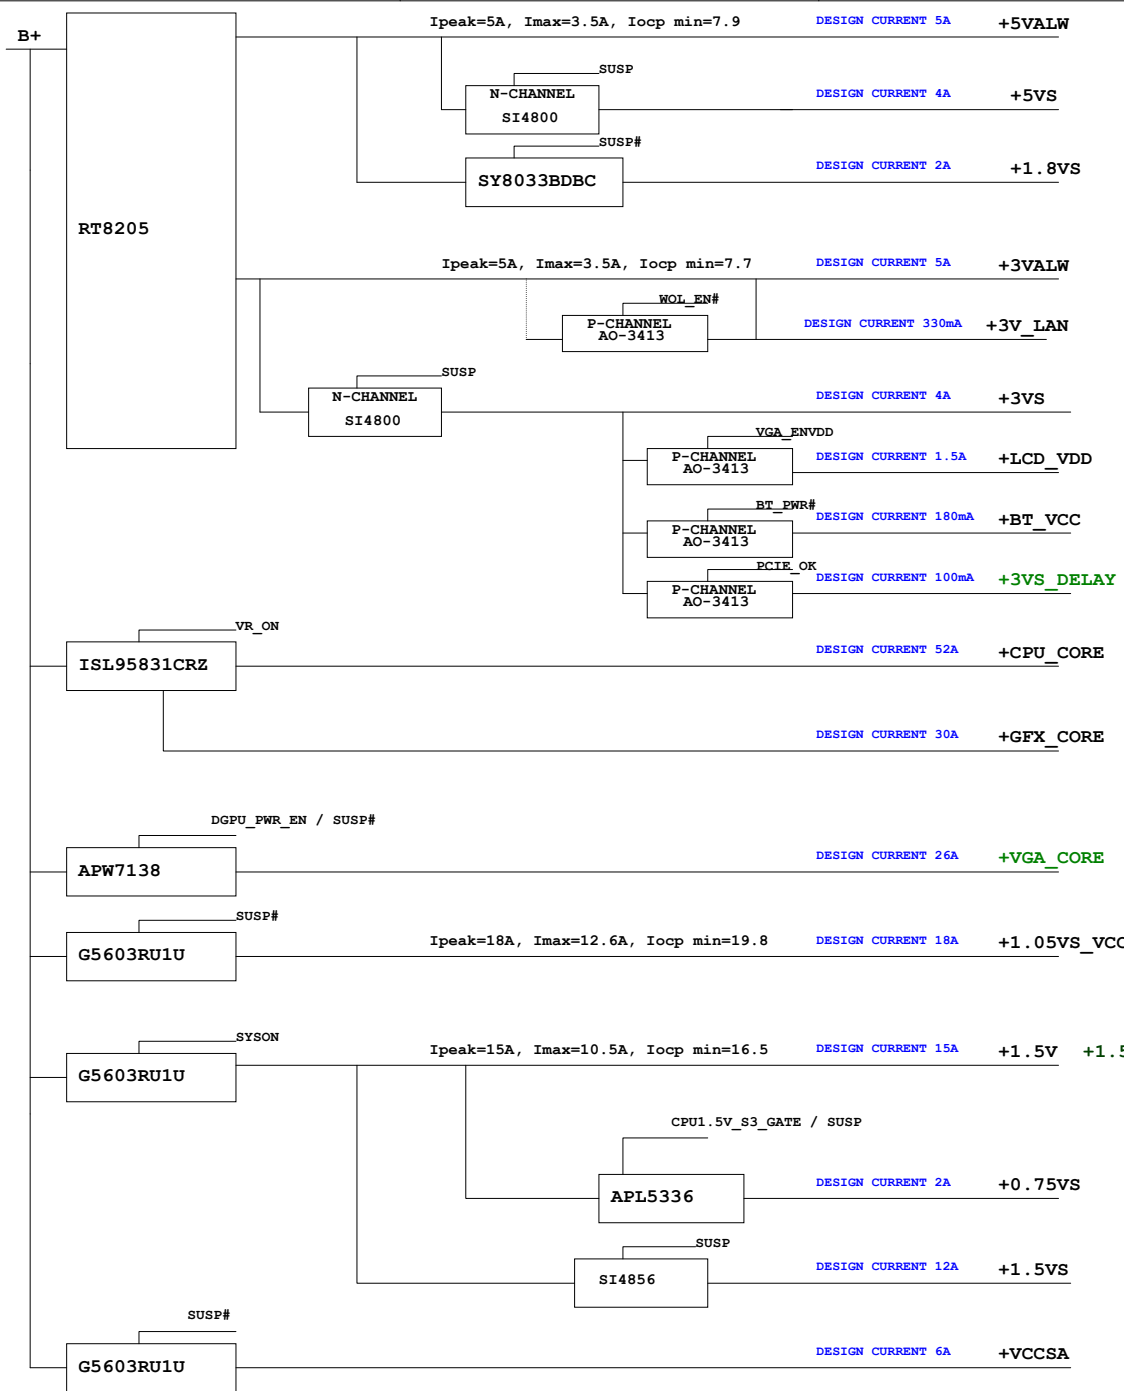 Ipeak=5A, Imax=3.5A, Iocp min=7.9
DESIGN CURRENT 5A
+5VALW
B+
SUSP
N-CHANNEL
SI4800
DESIGN CURRENT 4A
+5VS
SUSP#
SY8033BDBC
DESIGN CURRENT 2A
+1.8VS
RT8205
Ipeak=5A, Imax=3.5A, Iocp min=7.7
DESIGN CURRENT 5A
+3VALW
WOL_EN#
P-CHANNEL
AO-3413
DESIGN CURRENT 330mA
+3V_LAN
SUSP
N-CHANNEL
SI4800
DESIGN CURRENT 4A
+3VS
VGA_ENVDD
P-CHANNEL
AO-3413
DESIGN CURRENT 1.5A
+LCD_VDD
BT_PWR#
P-CHANNEL
AO-3413
DESIGN CURRENT 180mA
+BT_VCC
PCIE_OK
P-CHANNEL
AO-3413
DESIGN CURRENT 100mA
+3VS_DELAY
VR_ON
ISL95831CRZ
DESIGN CURRENT 52A
+CPU_CORE
DESIGN CURRENT 30A
+GFX_CORE
DGPU_PWR_EN / SUSP#
APW7138
DESIGN CURRENT 26A
+VGA_CORE
SUSP#
G5603RU1U
Ipeak=18A, Imax=12.6A, Iocp min=19.8
DESIGN CURRENT 18A
+1.05VS_VCC
SYSON
G5603RU1U
Ipeak=15A, Imax=10.5A, Iocp min=16.5
DESIGN CURRENT 15A
+1.5V +1.5
CPU1.5V_S3_GATE / SUSP
APL5336
DESIGN CURRENT 2A
+0.75VS
SUSP
SI4856
DESIGN CURRENT 12A
+1.5VS
SUSP#
G5603RU1U
DESIGN CURRENT 6A
+VCCSA